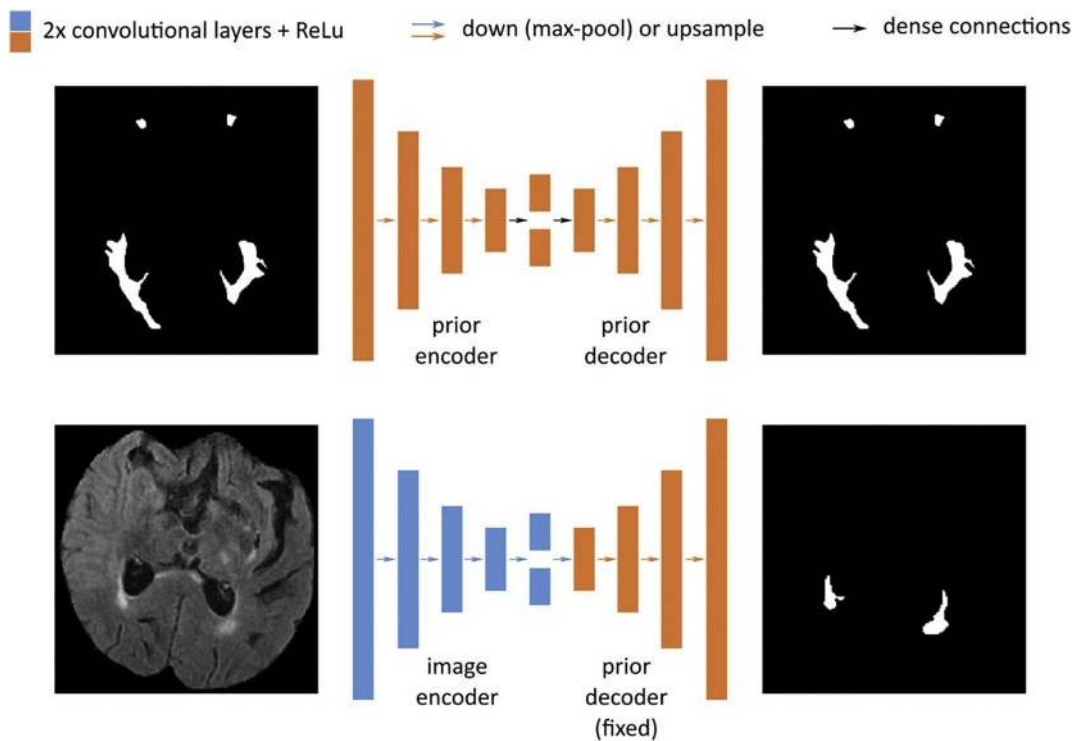 2x convolutional layers + ReLu
down (max-pool) or upsample
dense connections
prior
encoder
prior
decoder
image
encoder
prior
decoder
(fixed)